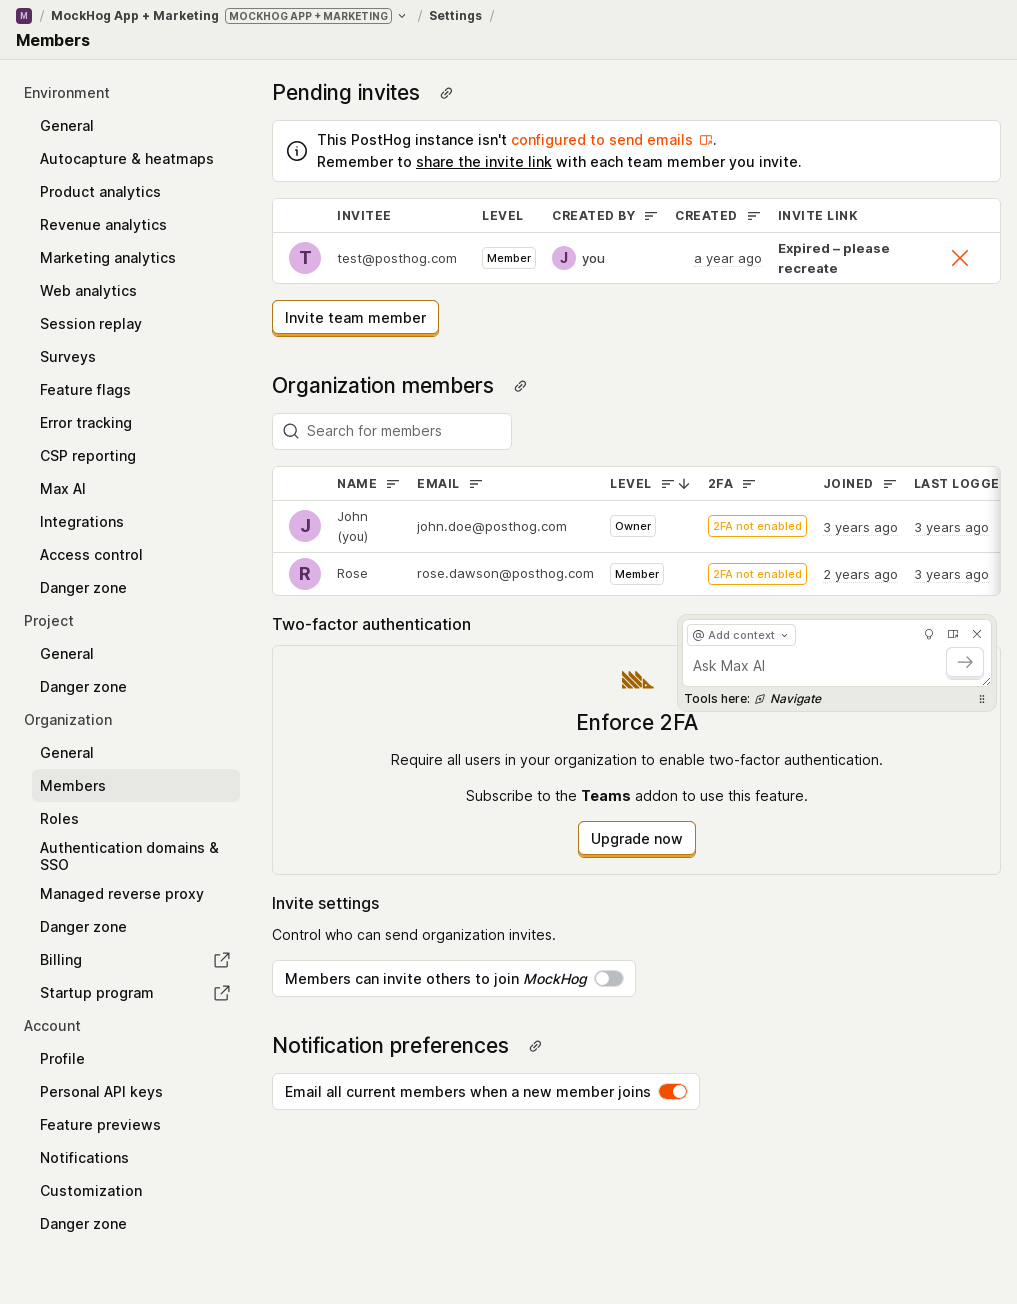 M / MockHog App + Marketing MOCKHOG APP + MARKETING / Settings /
Members
Environment
General
Autocapture & heatmaps
Product analytics
Revenue analytics
Marketing analytics
Web analytics
Session replay
Surveys
Feature flags
Error tracking
CSP reporting
Max AI
Integrations
Access control
Danger zone
Project
General
Danger zone
Organization
General
Members
Roles
Authentication domains &
SSO
Managed reverse proxy
Danger zone
Billing
Startup program
Account
Profile
Personal API keys
Feature previews
Notifications
Customization
Danger zone
Pending invites
This PostHog instance isn't configured to send emails .
Remember to share the invite link with each team member you invite.
INVITEE LEVEL CREATED BY CREATED INVITE LINK
T test@posthog.com Member J you a year ago Expired – please
recreate
Invite team member
Organization members
Search for members
NAME EMAIL LEVEL 2FA JOINED LAST LOGGE
J John
(you) john.doe@posthog.com Owner 2FA not enabled 3 years ago 3 years ago
R Rose rose.dawson@posthog.com Member 2FA not enabled 2 years ago 3 years ago
Two-factor authentication
@ Add context
Ask Max AI
Tools here: Navigate
Enforce 2FA
Require all users in your organization to enable two-factor authentication.
Subscribe to the Teams addon to use this feature.
Upgrade now
Invite settings
Control who can send organization invites.
Members can invite others to join MockHog
Notification preferences
Email all current members when a new member joins